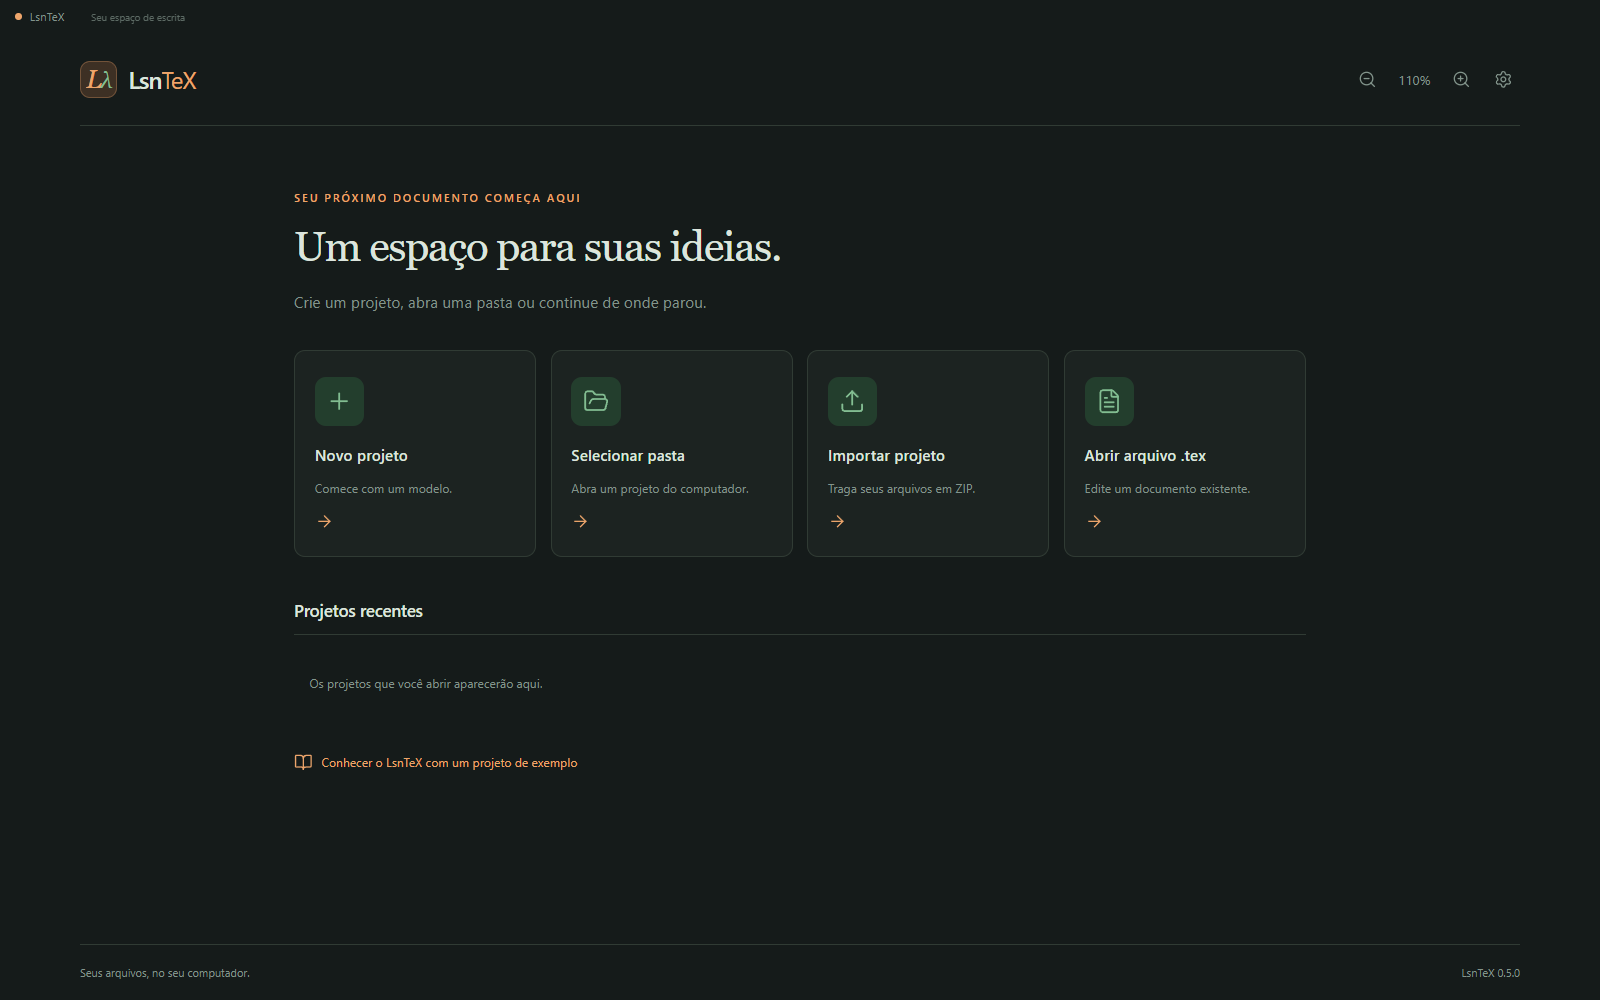 LsnTeX Seu espaço de escrita
Lλ LsnTeX
110%
SEU PRÓXIMO DOCUMENTO COMEÇA AQUI
Um espaço para suas ideias.
Crie um projeto, abra uma pasta ou continue de onde parou.
Novo projeto
Comece com um modelo.
Selecionar pasta
Abra um projeto do computador.
Importar projeto
Traga seus arquivos em ZIP.
Abrir arquivo .tex
Edite um documento existente.
Projetos recentes
Os projetos que você abrir aparecerão aqui.
Conhecer o LsnTeX com um projeto de exemplo
Seus arquivos, no seu computador.
LsnTeX 0.5.0